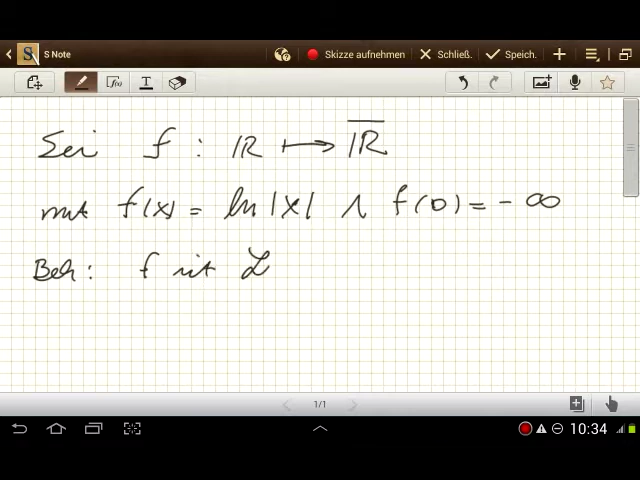 S Note
Skizze aufnehmen
Schließ.
Speich.
f(x)
T
Sei f : ℝ ⟼ ℝ̅
mit f(x) = ln |x| ∧ f(0) = - ∞
Beh: f ist ℒ
1/1
10:34